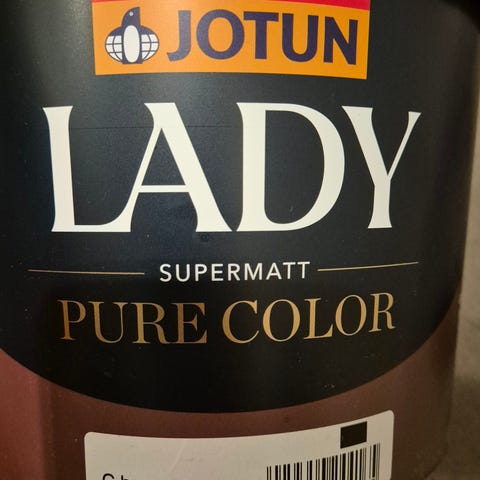 JOTUN
LADY
SUPERMATT
PURE COLOR